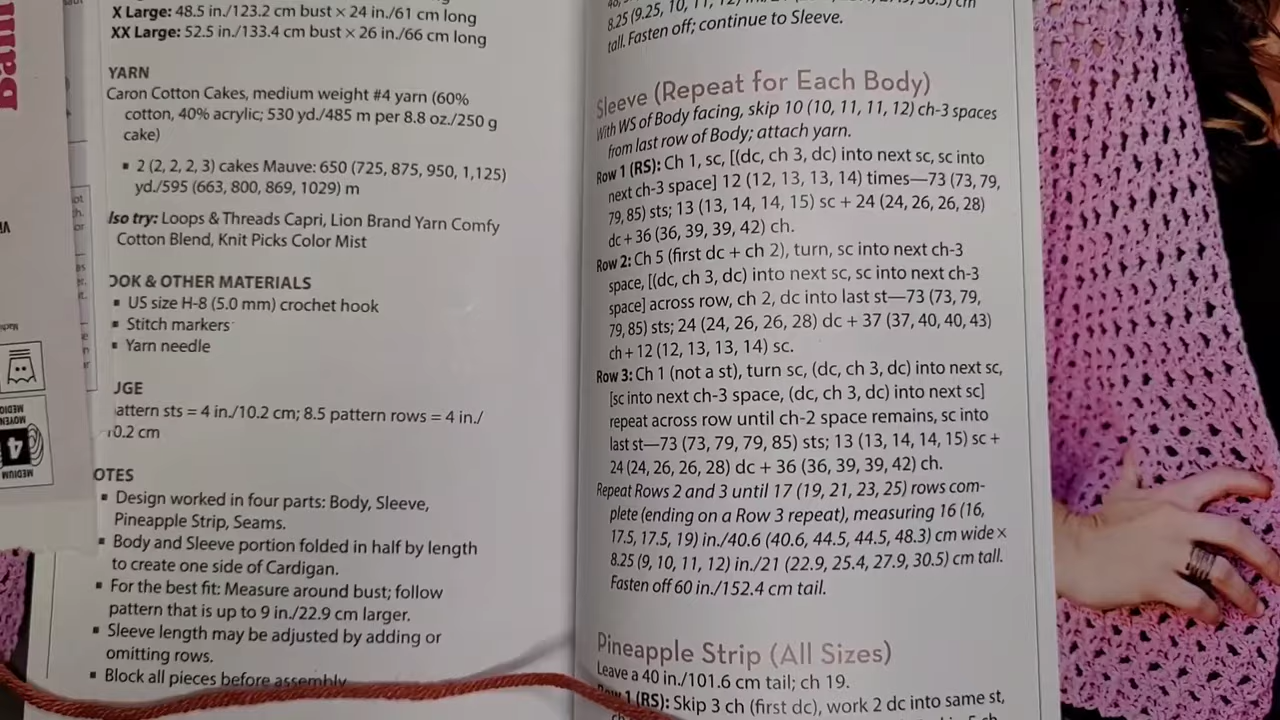 X Large: 48.5 in./123.2 cm bust × 24 in./61 cm long
XX Large: 52.5 in./133.4 cm bust × 26 in./66 cm long
YARN
Caron Cotton Cakes, medium weight #4 yarn (60%
cotton, 40% acrylic; 530 yd./485 m per 8.8 oz./250 g
cake)
▪ 2 (2, 2, 2, 3) cakes Mauve: 650 (725, 875, 950, 1,125)
yd./595 (663, 800, 869, 1029) m
lso try: Loops & Threads Capri, Lion Brand Yarn Comfy
Cotton Blend, Knit Picks Color Mist
OOK & OTHER MATERIALS
▪ US size H-8 (5.0 mm) crochet hook
▪ Stitch markers
▪ Yarn needle
UGE
attern sts = 4 in./10.2 cm; 8.5 pattern rows = 4 in./
0.2 cm
OTES
▪ Design worked in four parts: Body, Sleeve,
Pineapple Strip, Seams.
▪ Body and Sleeve portion folded in half by length
to create one side of Cardigan.
▪ For the best fit: Measure around bust; follow
pattern that is up to 9 in./22.9 cm larger.
▪ Sleeve length may be adjusted by adding or
omitting rows.
▪ Block all pieces before assembly
8.25 (9.25, 10, 11, 12) cm
tall. Fasten off; continue to Sleeve.
Sleeve (Repeat for Each Body)
With WS of Body facing, skip 10 (10, 11, 11, 12) ch-3 spaces
from last row of Body; attach yarn.
Row 1 (RS): Ch 1, sc, [(dc, ch 3, dc) into next sc, sc into
next ch-3 space] 12 (12, 13, 13, 14) times—73 (73, 79,
79, 85) sts; 13 (13, 14, 14, 15) sc + 24 (24, 26, 26, 28)
dc + 36 (36, 39, 39, 42) ch.
Row 2: Ch 5 (first dc + ch 2), turn, sc into next ch-3
space, [(dc, ch 3, dc) into next sc, sc into next ch-3
space] across row, ch 2, dc into last st—73 (73, 79,
79, 85) sts; 24 (24, 26, 26, 28) dc + 37 (37, 40, 40, 43)
ch + 12 (12, 13, 13, 14) sc.
Row 3: Ch 1 (not a st), turn sc, (dc, ch 3, dc) into next sc,
[sc into next ch-3 space, (dc, ch 3, dc) into next sc]
repeat across row until ch-2 space remains, sc into
last st—73 (73, 79, 79, 85) sts; 13 (13, 14, 14, 15) sc +
24 (24, 26, 26, 28) dc + 36 (36, 39, 39, 42) ch.
Repeat Rows 2 and 3 until 17 (19, 21, 23, 25) rows com-
plete (ending on a Row 3 repeat), measuring 16 (16,
17.5, 17.5, 19) in./40.6 (40.6, 44.5, 44.5, 48.3) cm wide ×
8.25 (9, 10, 11, 12) in./21 (22.9, 25.4, 27.9, 30.5) cm tall.
Fasten off 60 in./152.4 cm tail.
Pineapple Strip (All Sizes)
Leave a 40 in./101.6 cm tail; ch 19.
Row 1 (RS): Skip 3 ch (first dc), work 2 dc into same st,
4
MEDIUM